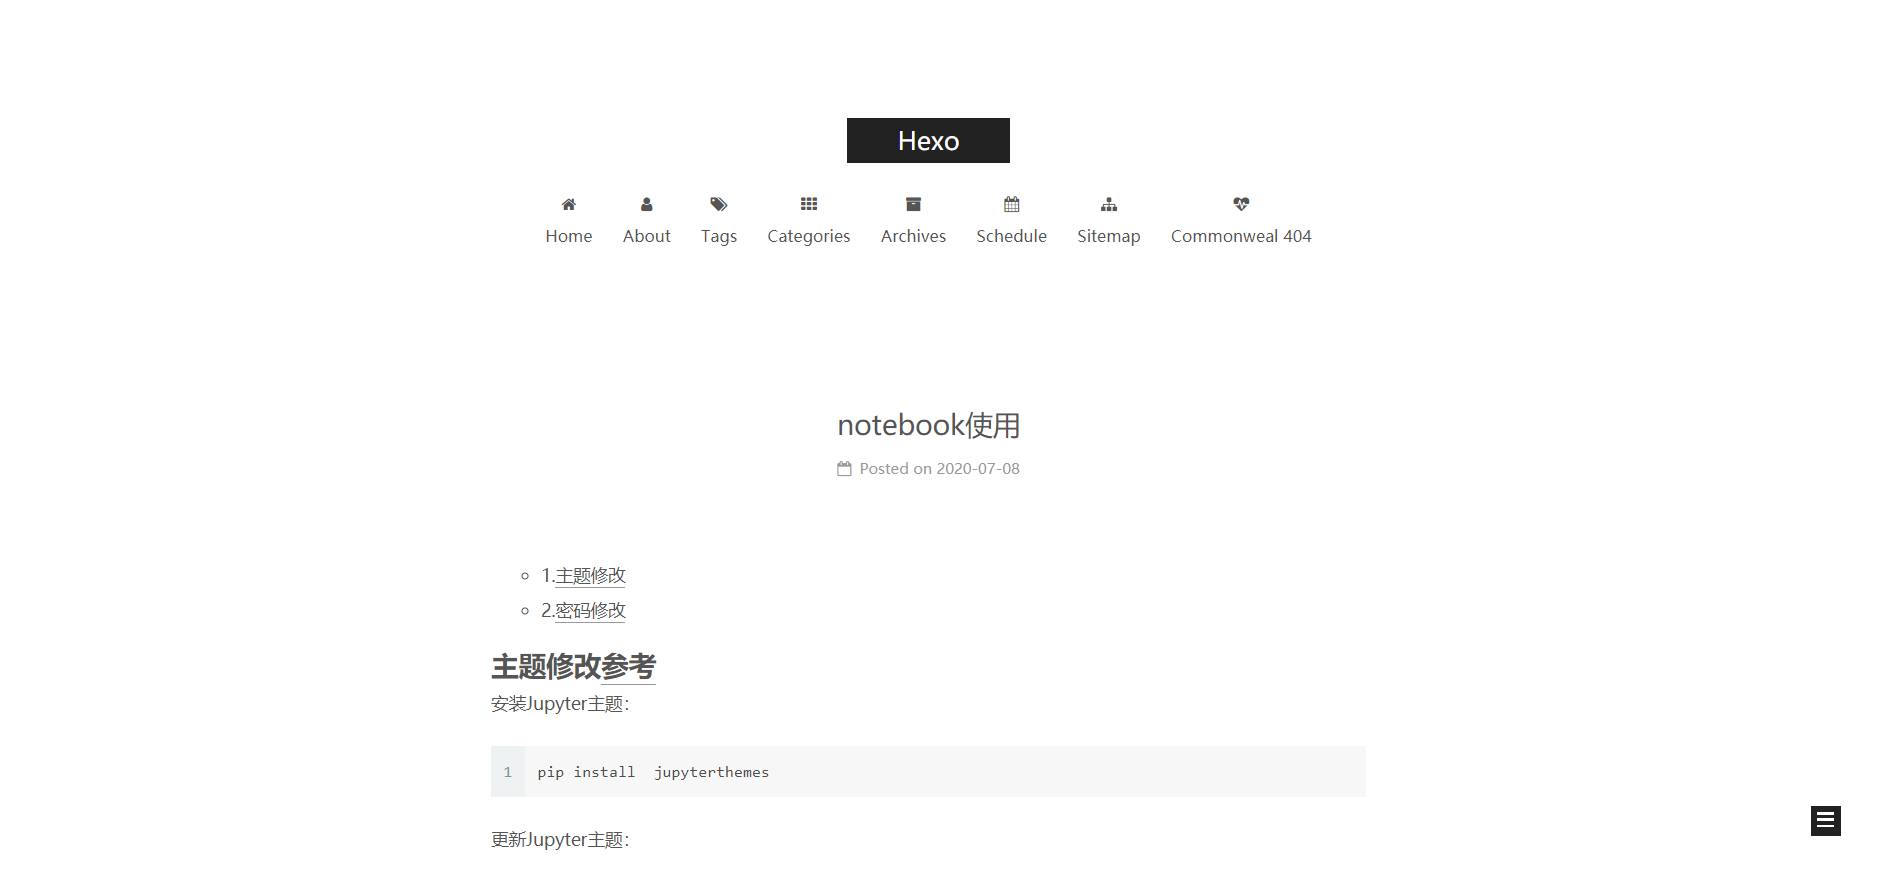 Hexo
Home About Tags Categories Archives Schedule Sitemap Commonweal 404
notebook使用
Posted on 2020-07-08
1.主题修改
2.密码修改
主题修改参考
安装Jupyter主题：
1 pip install  jupyterthemes
更新Jupyter主题：